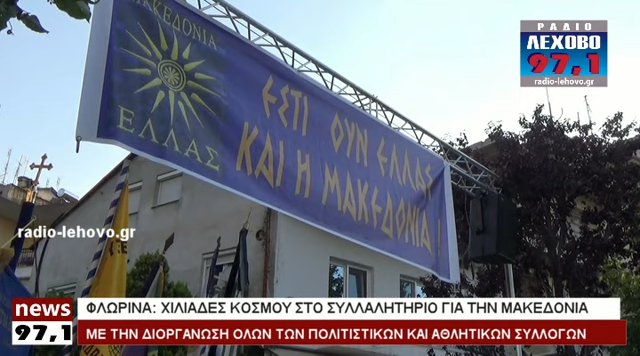 ΜΑΚΕΔΟΝΙΑ
ΕΛΛΑΣ
ΕΣΤΙ ΟΥΝ ΕΛΛΑΣ
ΚΑΙ Η ΜΑΚΕΔΟΝΙΑ !
ΡΑΔΙΟ
ΛΕΧΟΒΟ
97,1
radio-lehovo.gr
radio-lehovo.gr
news
97,1
ΦΛΩΡΙΝΑ: ΧΙΛΙΑΔΕΣ ΚΟΣΜΟΥ ΣΤΟ ΣΥΛΛΑΛΗΤΗΡΙΟ ΓΙΑ ΤΗΝ ΜΑΚΕΔΟΝΙΑ
ΜΕ ΤΗΝ ΔΙΟΡΓΑΝΩΣΗ ΟΛΩΝ ΤΩΝ ΠΟΛΙΤΙΣΤΙΚΩΝ ΚΑΙ ΑΘΛΗΤΙΚΩΝ ΣΥΛΛΟΓΩΝ